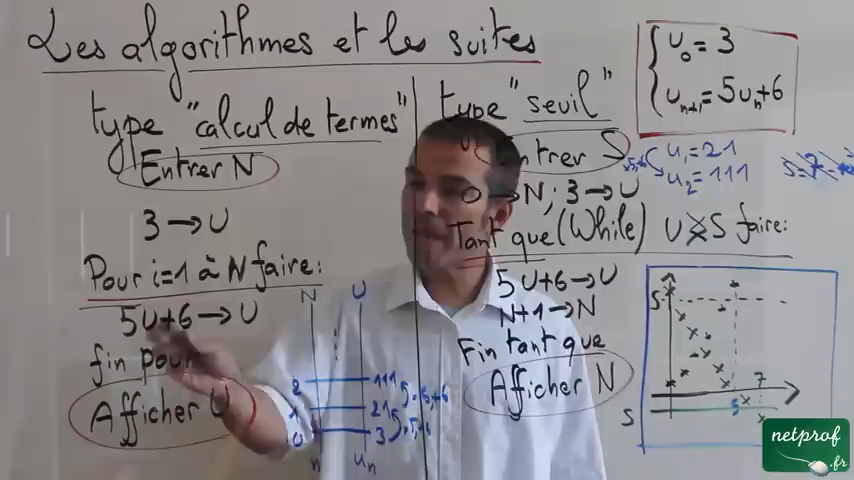 Les algorithmes et les suites
type "calcul de termes"
Entrer N
3 → U
Pour i=1 à N faire:
5U+6 → U
fin pour
Afficher U
N U
2 111
1 21
0 3
n un
type "seuil"
Entrer S
0 → N; 3 → U
Tant que (While) U S faire:
5U+6 → U
N+1 → N
Fin tant que
Afficher N
u0 = 3
un+1 = 5un+6
u1 = 21
u2 = 111
S
7
S
netprof
.fr